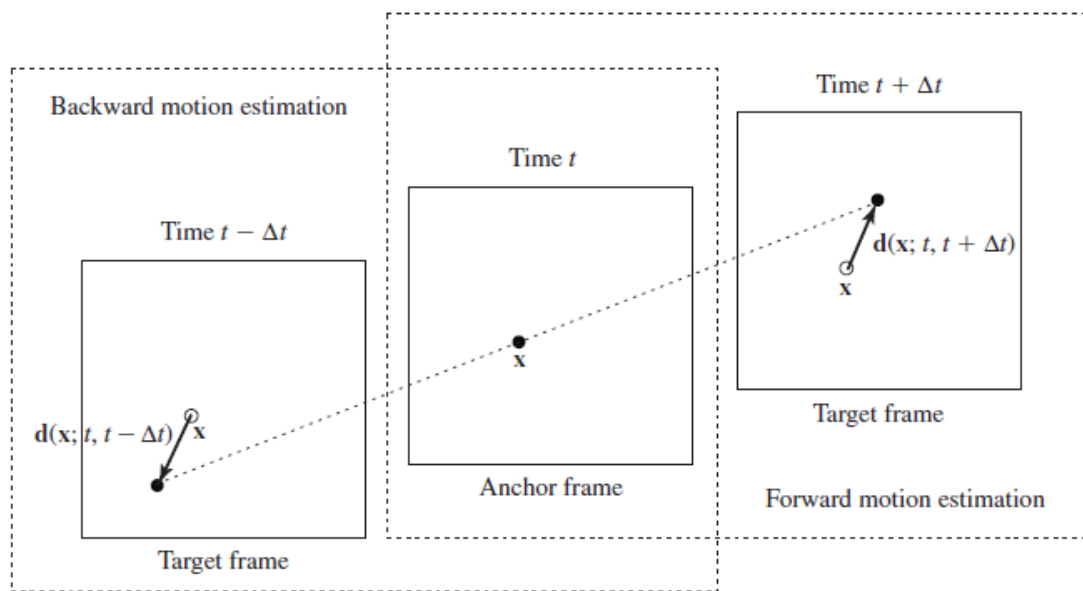 Backward motion estimation
Time t + Δt
Time t
Time t − Δt
d(x; t, t + Δt)
x
x
d(x; t, t − Δt)
x
Target frame
Anchor frame
Forward motion estimation
Target frame